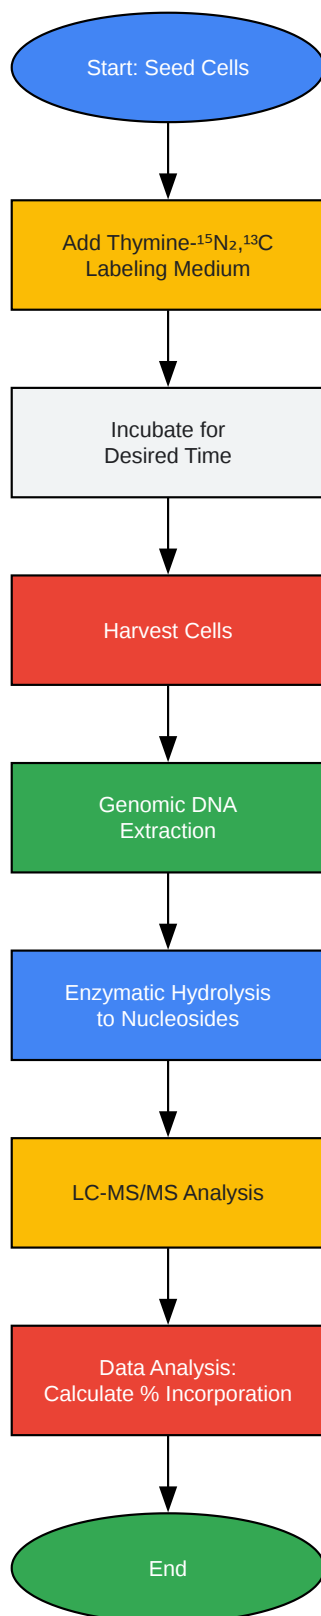 Start: Seed Cells
Add Thymine-¹⁵N₂,¹³C
Labeling Medium
Incubate for
Desired Time
Harvest Cells
Genomic DNA
Extraction
Enzymatic Hydrolysis
to Nucleosides
LC-MS/MS Analysis
Data Analysis:
Calculate % Incorporation
End